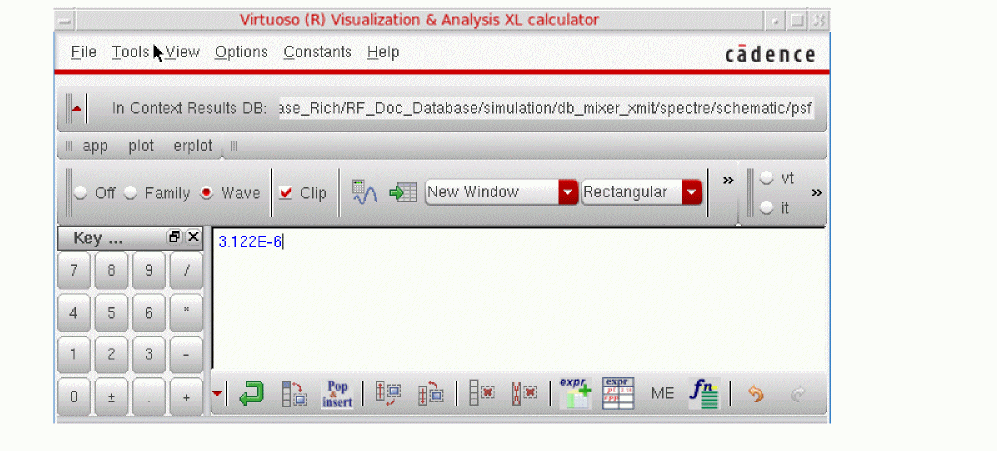 Virtuoso (R) Visualization & Analysis XL calculator
File Tools View Options Constants Help
cādence
In Context Results DB: ase_Rich/RF_Doc_Database/simulation/db_mixer_xmit/spectre/schematic/psf
app plot erplot
Off Family Wave Clip New Window Rectangular » vt »
it
Key ...
3.122E-6
7 8 9 /
4 5 6 *
1 2 3 -
0 ± . +
Pop & insert
expr
expr
ME
fn